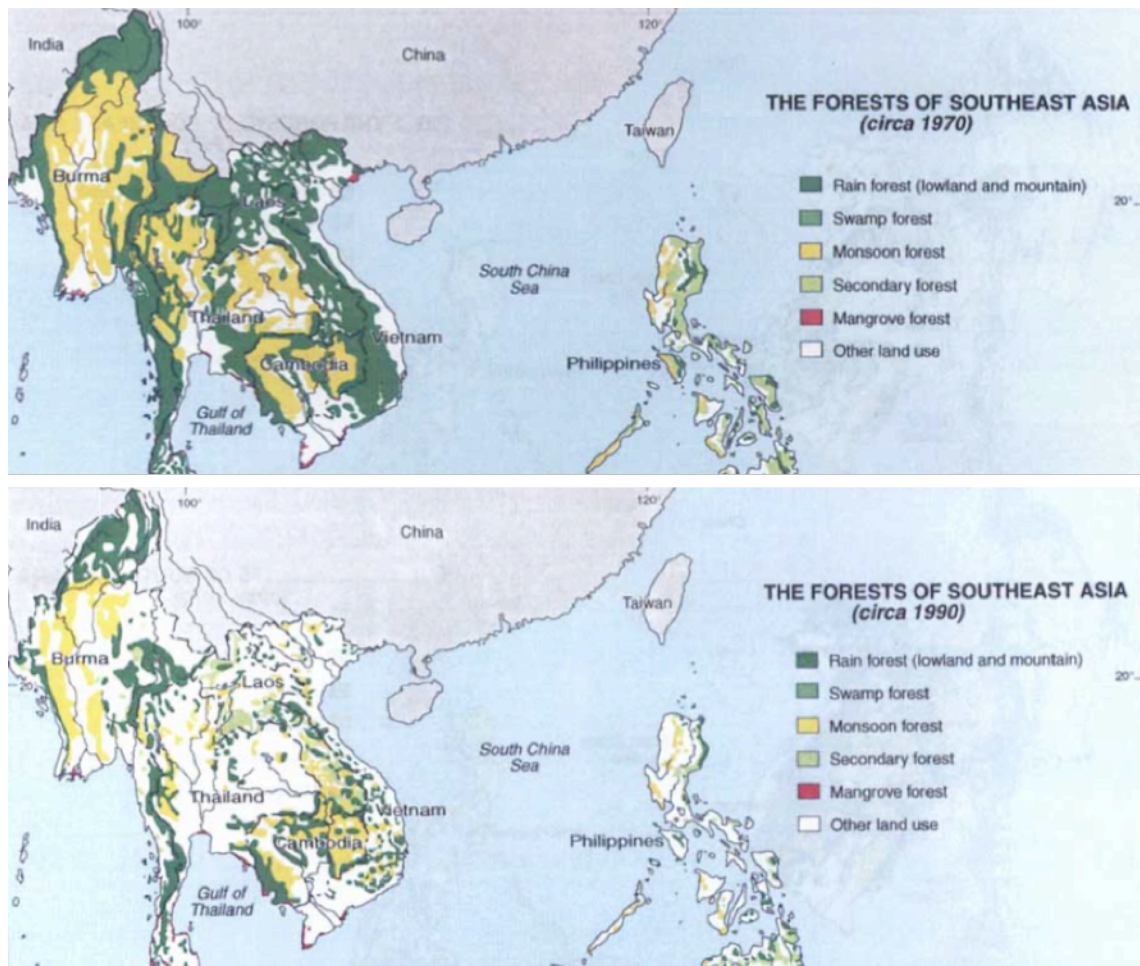 100°
120°
India
China
THE FORESTS OF SOUTHEAST ASIA
(circa 1970)
Taiwan
Burma
Rain forest (lowland and mountain)
20°
Laos
20°
Swamp forest
Monsoon forest
South China
Sea
Secondary forest
Thailand
Mangrove forest
Vietnam
Other land use
Cambodia
Philippines
Gulf of
Thailand
100°
120°
India
China
THE FORESTS OF SOUTHEAST ASIA
(circa 1990)
Taiwan
Burma
Rain forest (lowland and mountain)
20°
Laos
20°
Swamp forest
Monsoon forest
South China
Sea
Secondary forest
Thailand
Mangrove forest
Vietnam
Other land use
Cambodia
Philippines
Gulf of
Thailand